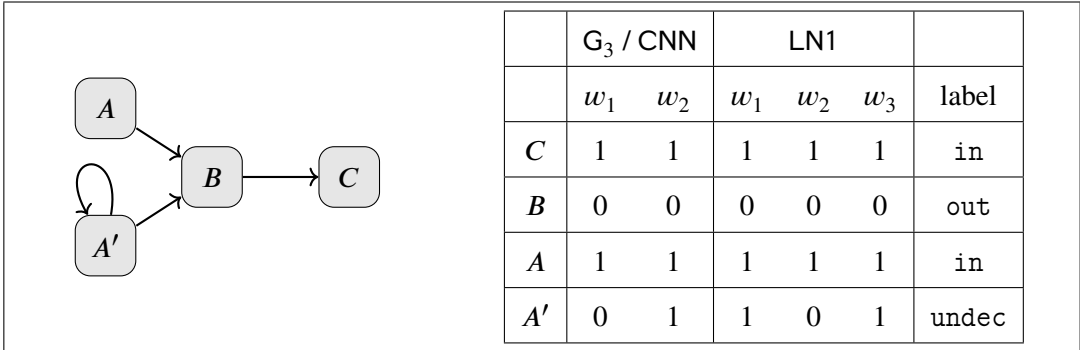 A
A′
B
C
G₃ / CNN LN1
w₁ w₂ w₁ w₂ w₃ label
C 1 1 1 1 1 in
B 0 0 0 0 0 out
A 1 1 1 1 1 in
A′ 0 1 1 0 1 undec